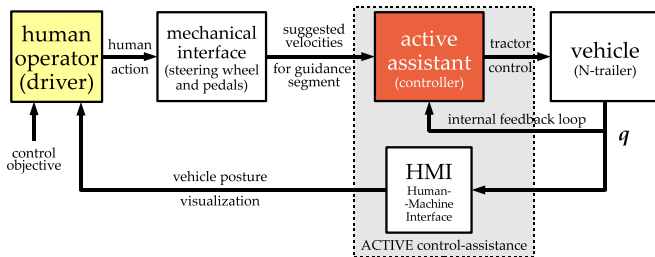 human
operator
(driver)
human
action
mechanical
interface
(steering wheel
and pedals)
suggested
velocities
for guidance
segment
active
assistant
(controller)
tractor
control
vehicle
(N-trailer)
internal feedback loop
q
control
objective
vehicle posture
visualization
HMI
Human-
-Machine
Interface
ACTIVE control-assistance